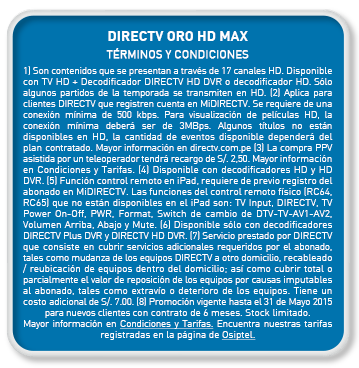 DIRECTV ORO HD MAX
TÉRMINOS Y CONDICIONES
1) Son contenidos que se presentan a través de 17 canales HD. Disponible
con TV HD + Decodificador DIRECTV HD DVR o decodificador HD. Sólo
algunos partidos de la temporada se transmiten en HD. (2) Aplica para
clientes DIRECTV que registren cuenta en MiDIRECTV. Se requiere de una
conexión mínima de 500 kbps. Para visualización de películas HD, la
conexión mínima deberá ser de 3MBps. Algunos títulos no están
disponibles en HD, la cantidad de eventos disponible dependerá del
plan contratado. Mayor información en directv.com.pe (3) La compra PPV
asistida por un teleoperador tendrá recargo de S/. 2,50. Mayor información
en Condiciones y Tarifas. (4) Disponible con decodificadores HD y HD
DVR. (5) Función control remoto en iPad, requiere de previo registro del
abonado en MiDIRECTV. Las funciones del control remoto físico (RC64,
RC65) que no están disponibles en el iPad son: TV Input, DIRECTV, TV
Power On-Off, PWR, Format, Switch de cambio de DTV-TV-AV1-AV2,
Volumen Arriba, Abajo y Mute. (6) Disponible sólo con decodificadores
DIRECTV Plus DVR y DIRECTV HD DVR. (7) Servicio prestado por DIRECTV
que consiste en cubrir servicios adicionales requeridos por el abonado,
tales como mudanza de los equipos DIRECTV a otro domicilio, recableado
/ reubicación de equipos dentro del domicilio; así como cubrir total o
parcialmente el valor de reposición de los equipos por causas imputables
al abonado, tales como extravío o deterioro de los equipos. Tiene un
costo adicional de S/. 7.00. (8) Promoción vigente hasta el 31 de Mayo 2015
para nuevos clientes con contrato de 6 meses. Stock limitado.
Mayor información en Condiciones y Tarifas. Encuentra nuestras tarifas
registradas en la página de Osiptel.